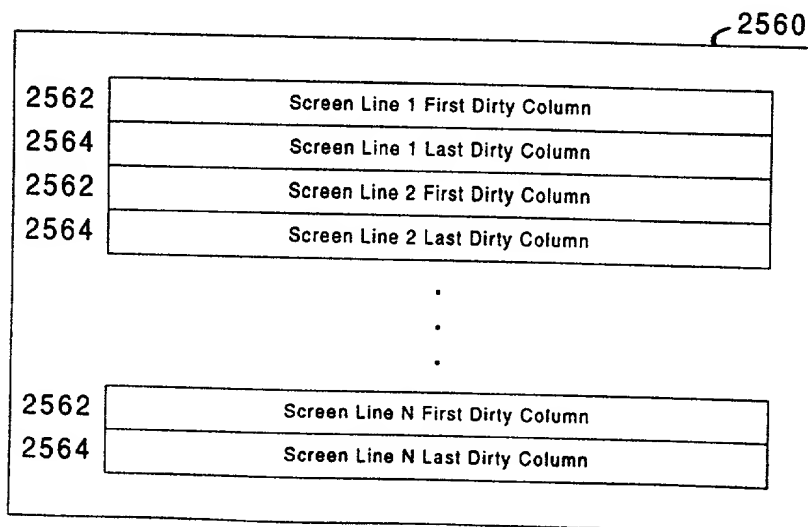 2560
2562 Screen Line 1 First Dirty Column
2564 Screen Line 1 Last Dirty Column
2562 Screen Line 2 First Dirty Column
2564 Screen Line 2 Last Dirty Column
2562 Screen Line N First Dirty Column
2564 Screen Line N Last Dirty Column